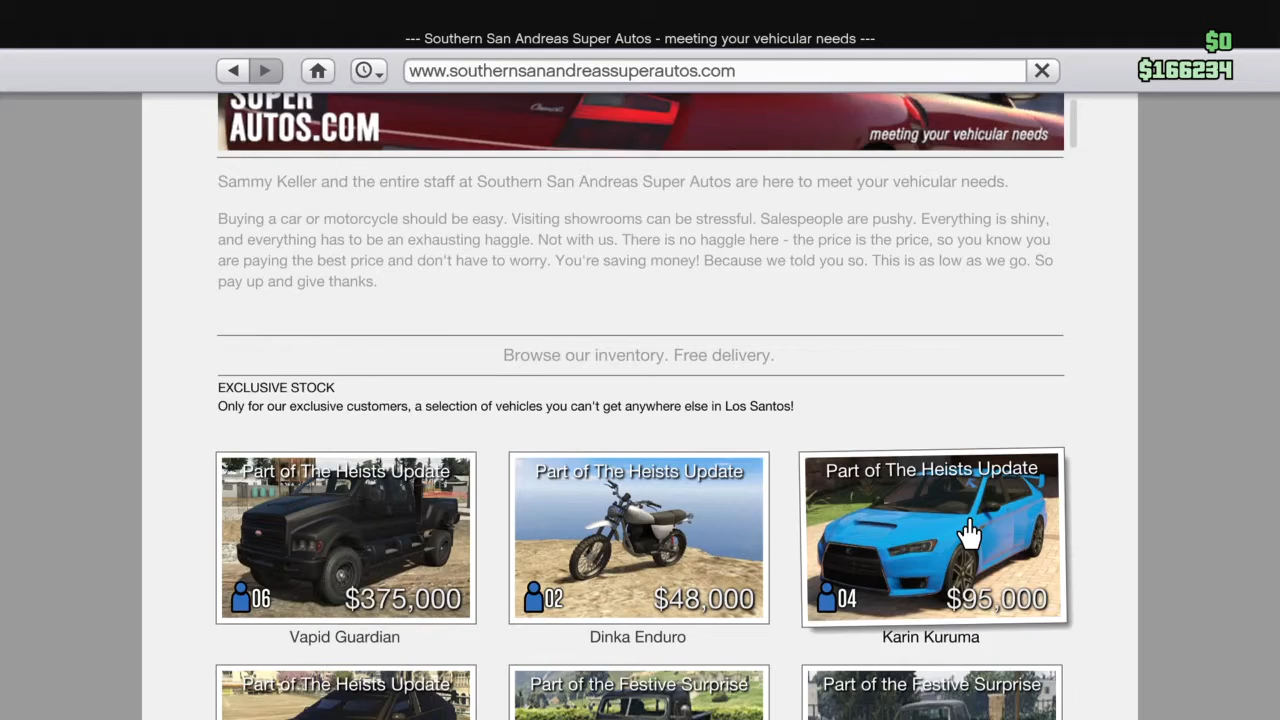 --- Southern San Andreas Super Autos - meeting your vehicular needs ---
$0
$166234
www.southernsanandreassuperautos.com
SUPER
AUTOS.COM
meeting your vehicular needs
Sammy Keller and the entire staff at Southern San Andreas Super Autos are here to meet your vehicular needs.
Buying a car or motorcycle should be easy. Visiting showrooms can be stressful. Salespeople are pushy. Everything is shiny,
and everything has to be an exhausting haggle. Not with us. There is no haggle here - the price is the price, so you know you
are paying the best price and don't have to worry. You're saving money! Because we told you so. This is as low as we go. So
pay up and give thanks.
Browse our inventory. Free delivery.
EXCLUSIVE STOCK
Only for our exclusive customers, a selection of vehicles you can't get anywhere else in Los Santos!
Part of The Heists Update
06 $375,000
Vapid Guardian
Part of The Heists Update
02 $48,000
Dinka Enduro
Part of The Heists Update
04 $95,000
Karin Kuruma
Part of The Heists Update
Part of the Festive Surprise
Part of the Festive Surprise